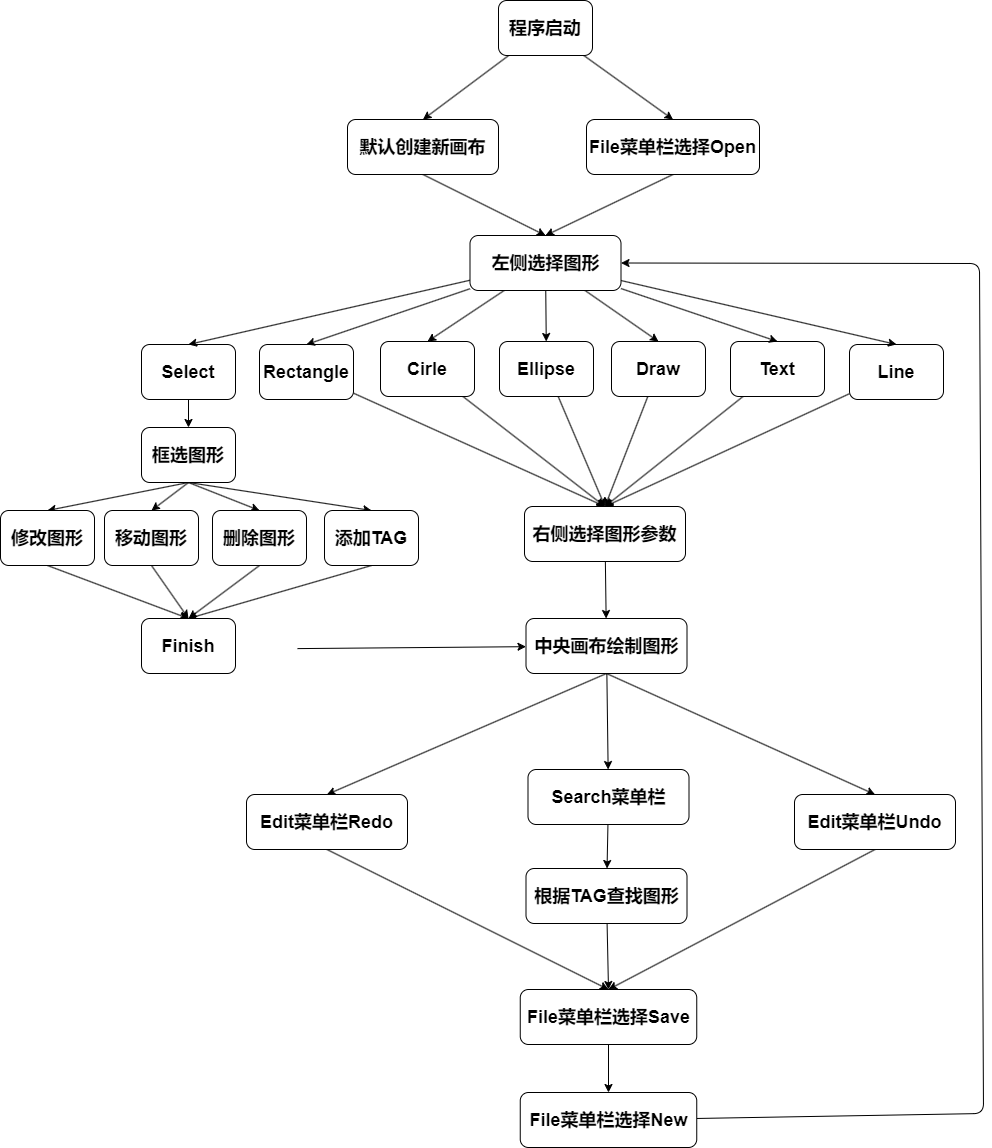 程序启动
默认创建新画布
File菜单栏选择Open
左侧选择图形
Select
Rectangle
Cirle
Ellipse
Draw
Text
Line
框选图形
修改图形
移动图形
删除图形
添加TAG
右侧选择图形参数
Finish
中央画布绘制图形
Edit菜单栏Redo
Search菜单栏
Edit菜单栏Undo
根据TAG查找图形
File菜单栏选择Save
File菜单栏选择New